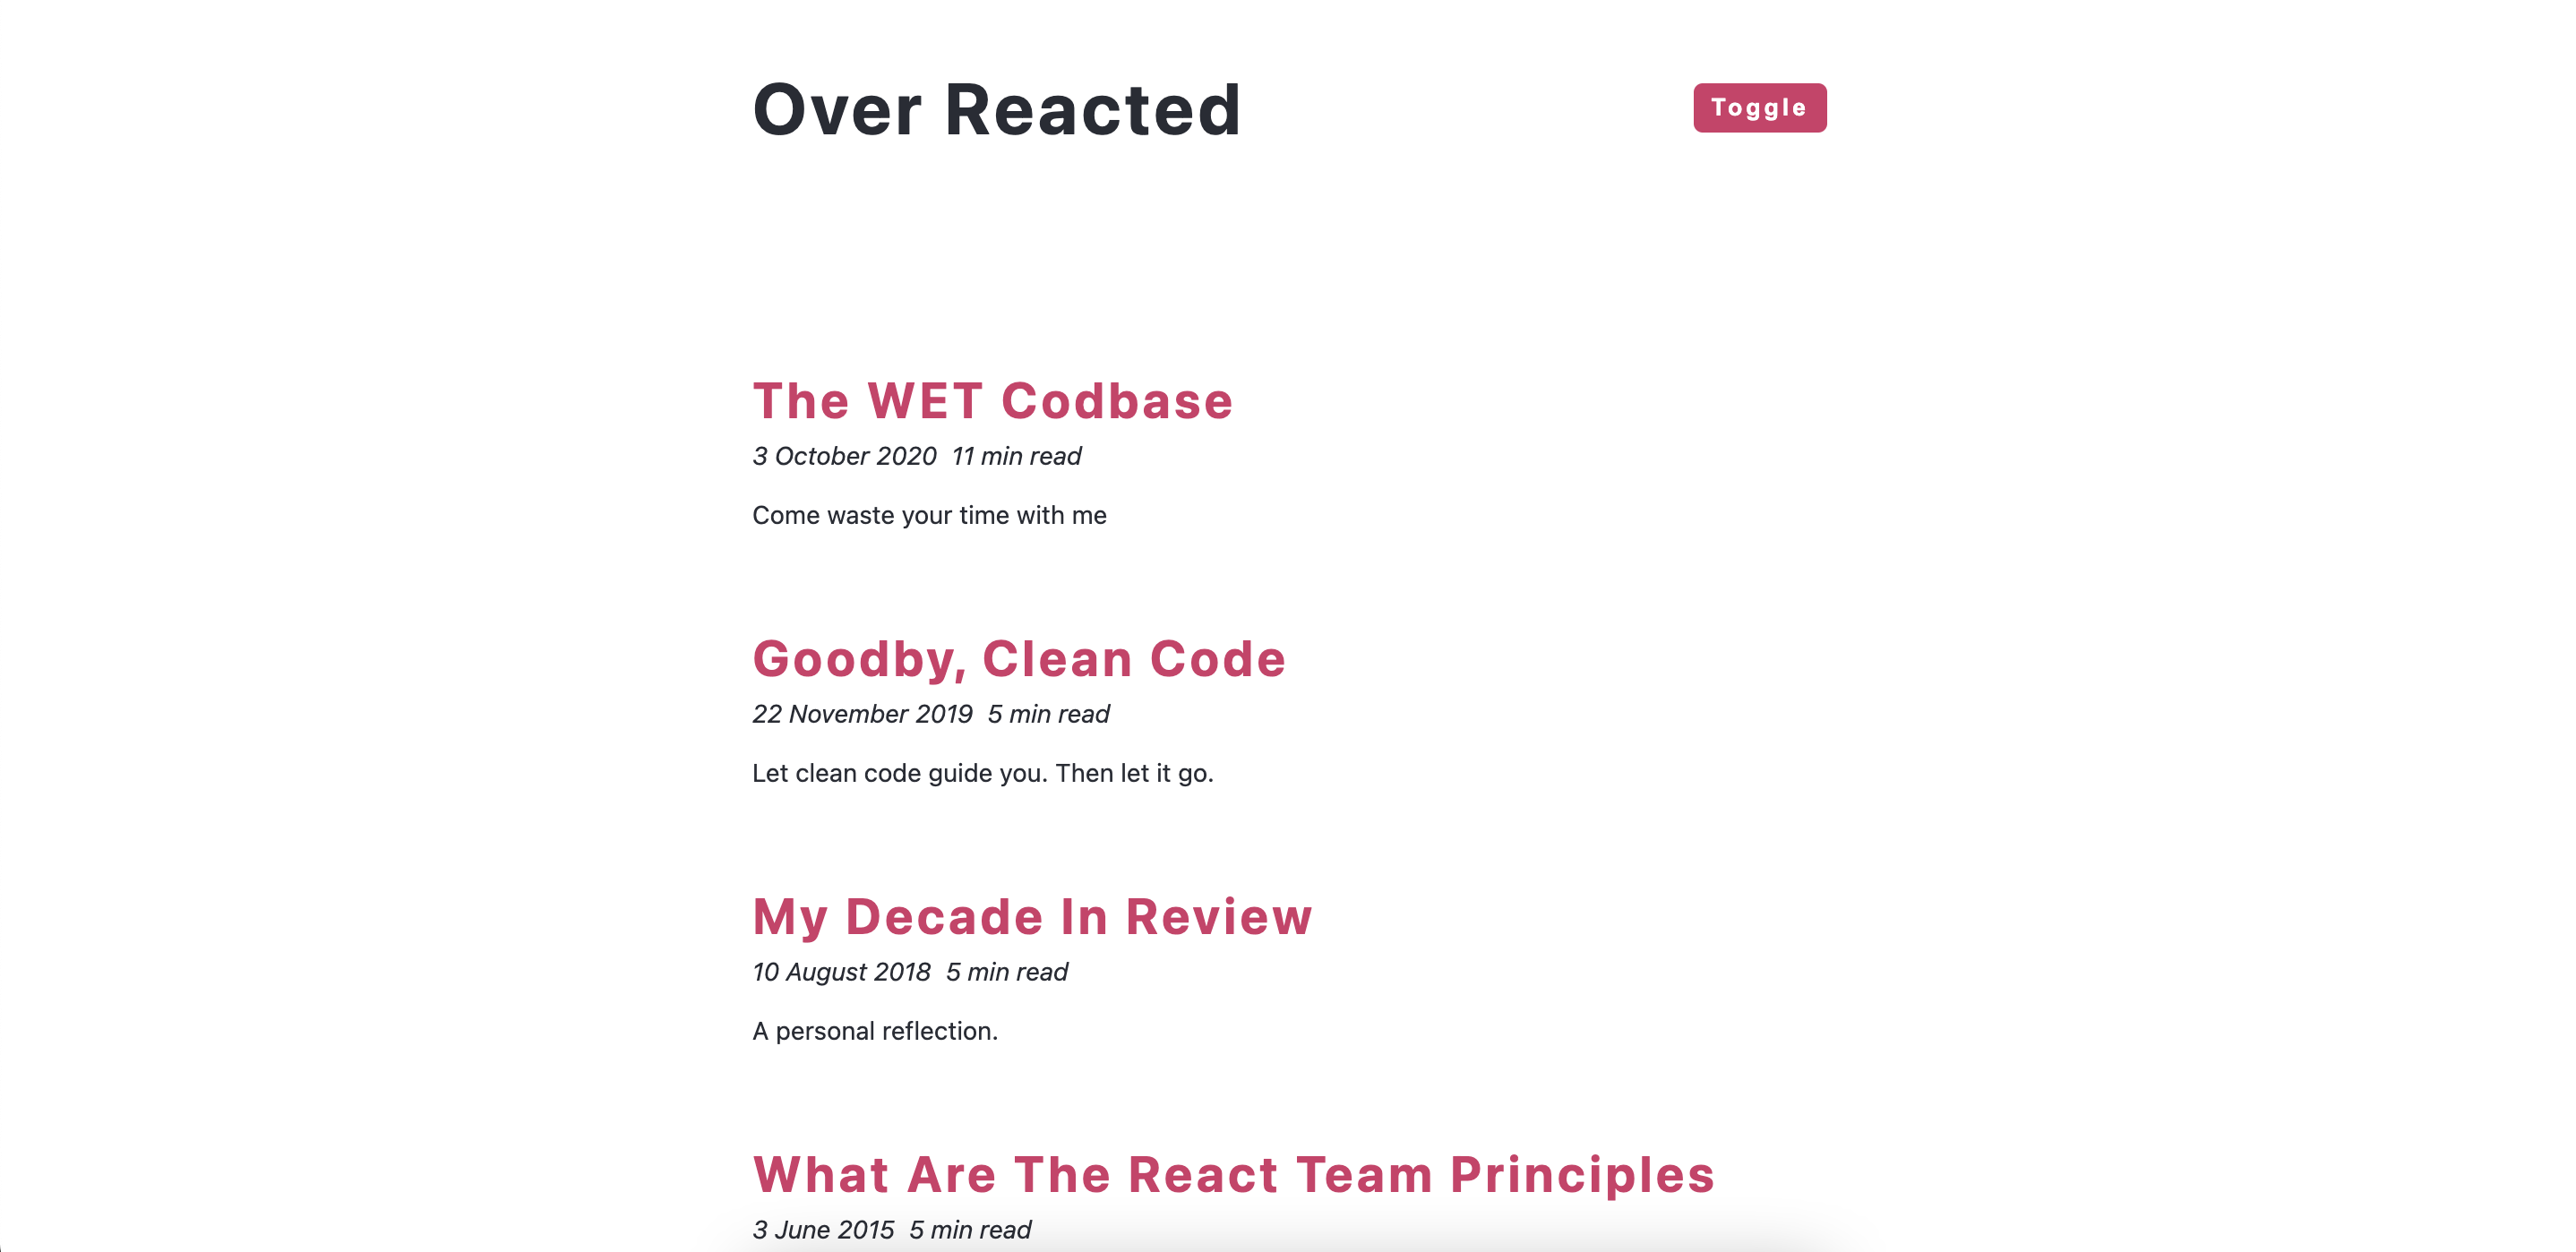 Over Reacted
Toggle
The WET Codbase
3 October 2020 11 min read
Come waste your time with me
Goodby, Clean Code
22 November 2019 5 min read
Let clean code guide you. Then let it go.
My Decade In Review
10 August 2018 5 min read
A personal reflection.
What Are The React Team Principles
3 June 2015 5 min read